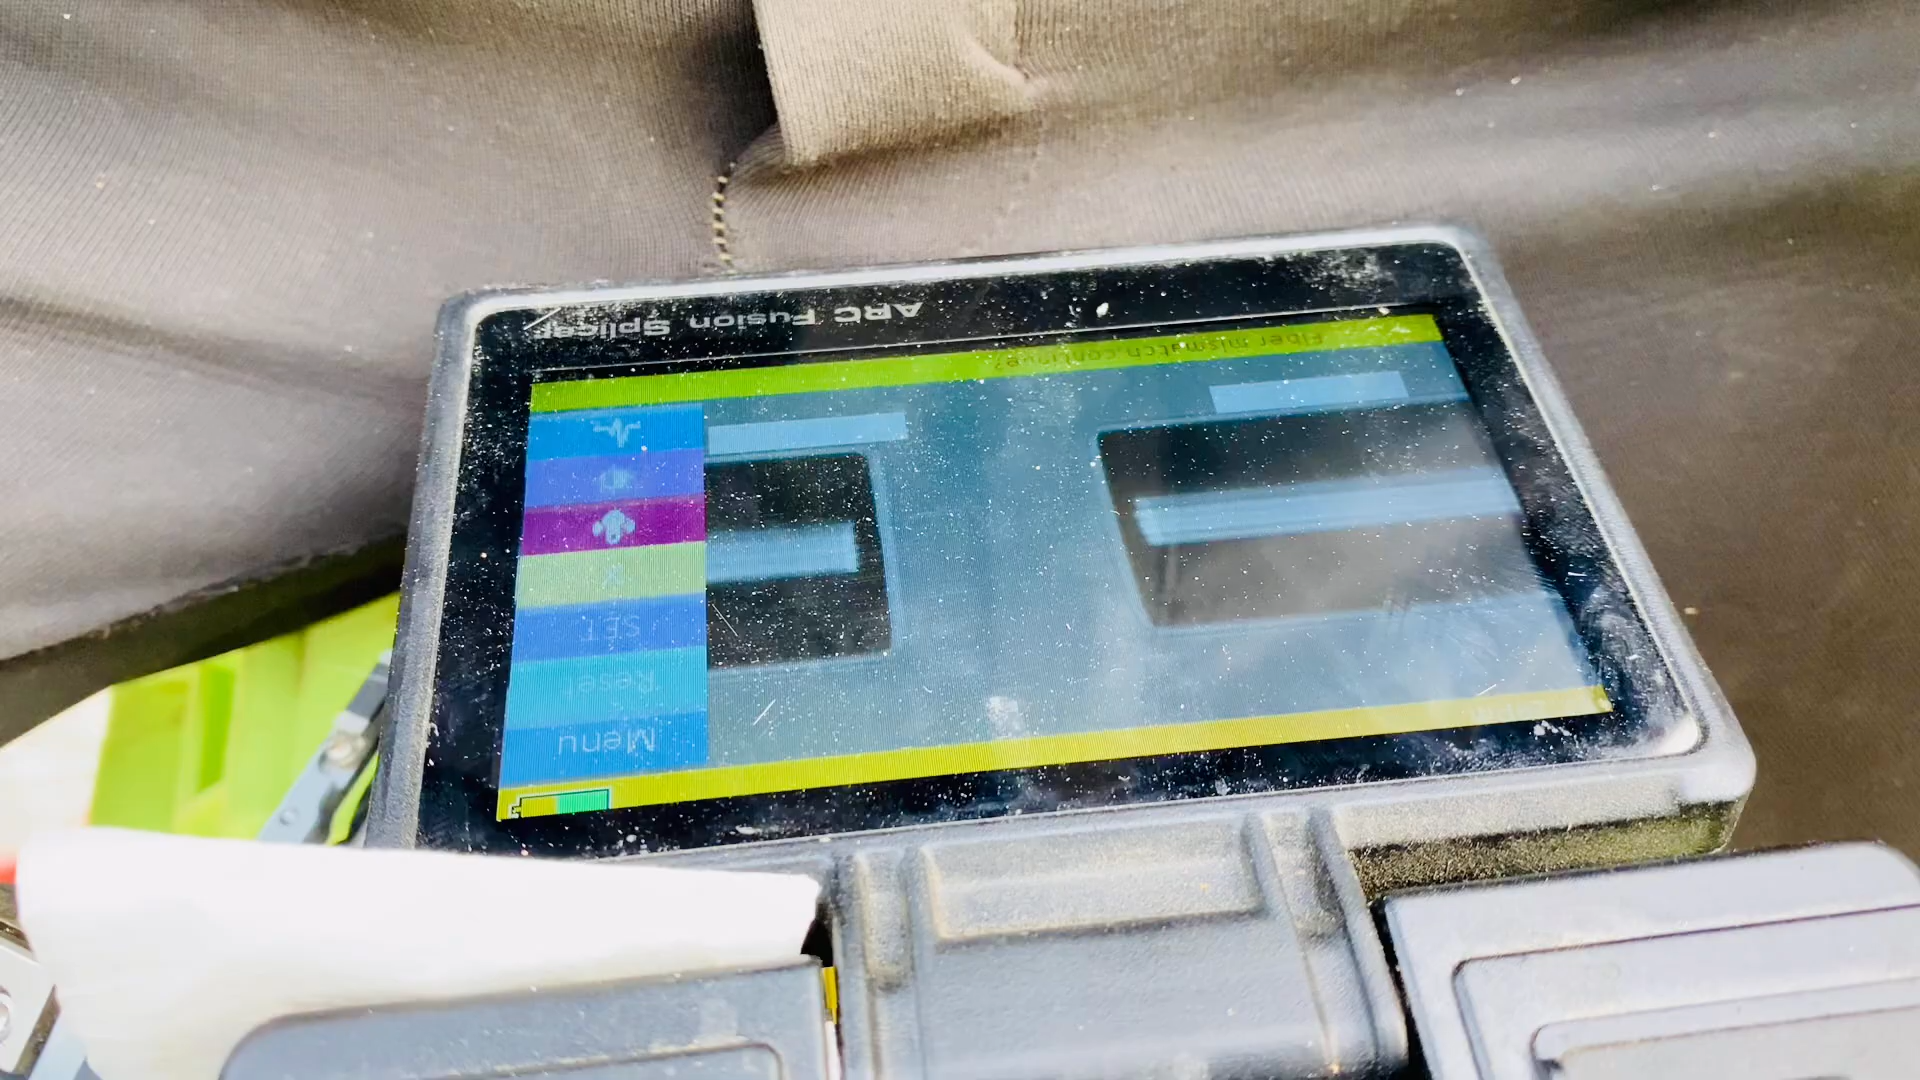 Menu
Reset
SET
X
Fiber mismatch,continue?
ARC Fusion Splicer